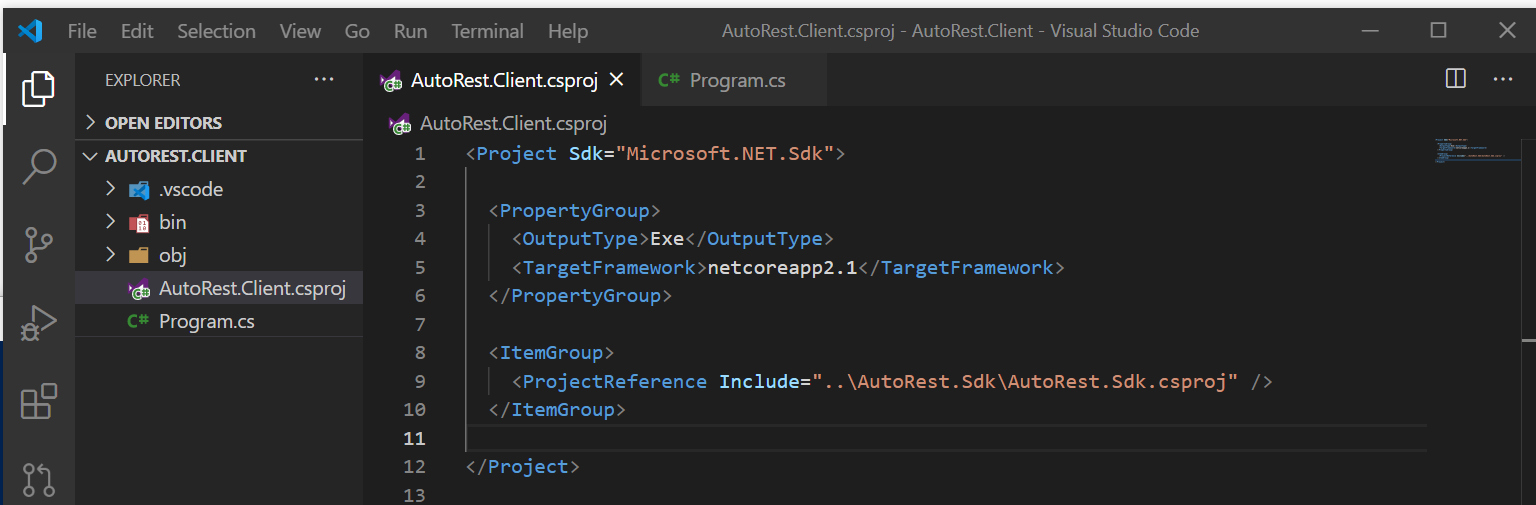 File Edit Selection View Go Run Terminal Help AutoRest.Client.csproj - AutoRest.Client - Visual Studio Code
EXPLORER
OPEN EDITORS
AUTOREST.CLIENT
.vscode
bin
obj
AutoRest.Client.csproj
C# Program.cs
AutoRest.Client.csproj C# Program.cs
AutoRest.Client.csproj
1 <Project Sdk="Microsoft.NET.Sdk">
2
3 <PropertyGroup>
4 <OutputType>Exe</OutputType>
5 <TargetFramework>netcoreapp2.1</TargetFramework>
6 </PropertyGroup>
7
8 <ItemGroup>
9 <ProjectReference Include="..\AutoRest.Sdk\AutoRest.Sdk.csproj" />
10 </ItemGroup>
11
12 </Project>
13